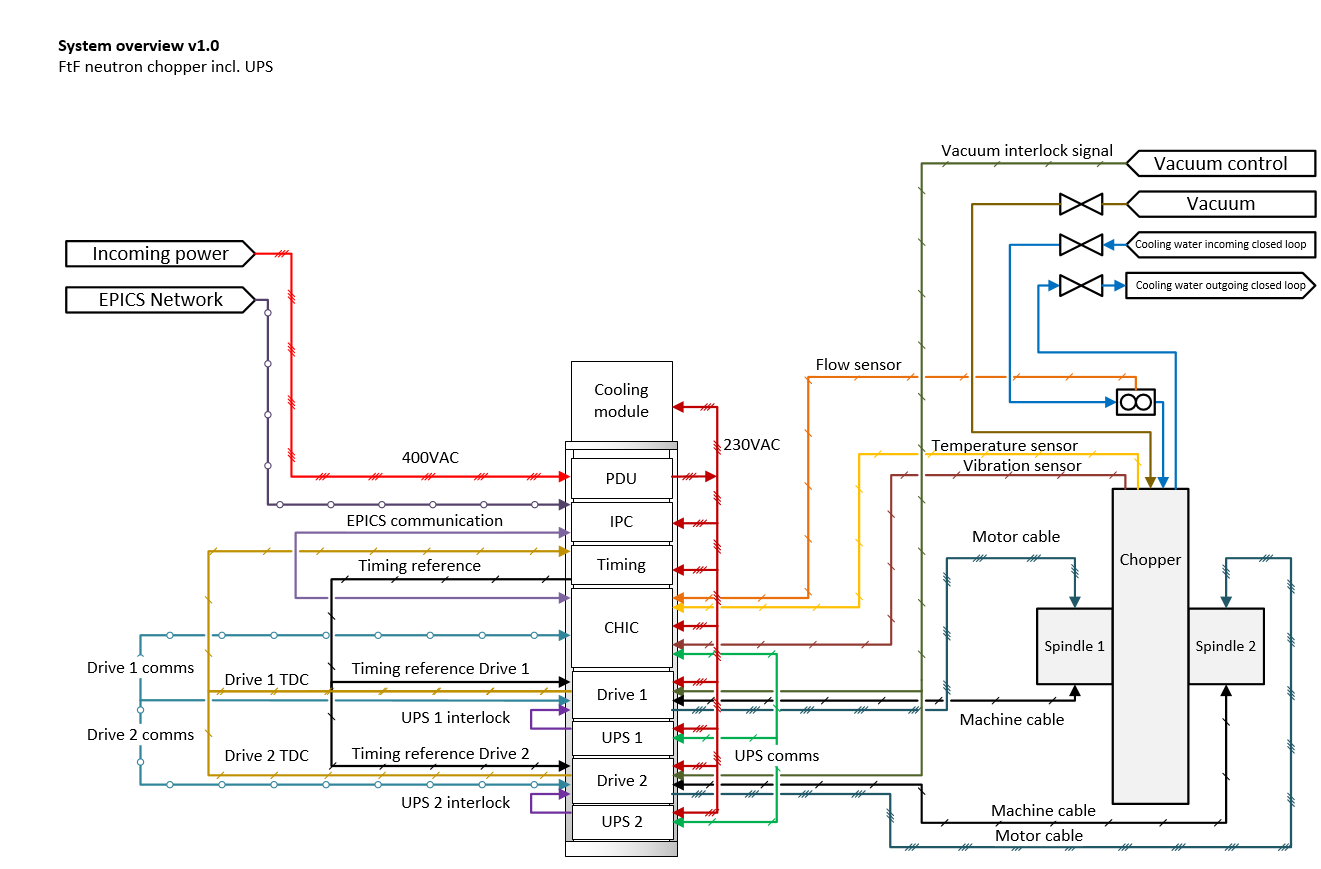 System overview v1.0
FtF neutron chopper incl. UPS
Vacuum interlock signal
Vacuum control
Vacuum
Cooling water incoming closed loop
Cooling water outgoing closed loop
Incoming power
EPICS Network
Flow sensor
Cooling
module
230VAC
Temperature sensor
400VAC
Vibration sensor
PDU
EPICS communication
IPC
Motor cable
Timing reference
Timing
Chopper
CHIC
Spindle 1
Spindle 2
Drive 1 comms
Timing reference Drive 1
Drive 1 TDC
Drive 1
UPS 1 interlock
Machine cable
Drive 2 comms
UPS 1
Drive 2 TDC
Timing reference Drive 2
UPS comms
Drive 2
UPS 2 interlock
Machine cable
UPS 2
Motor cable